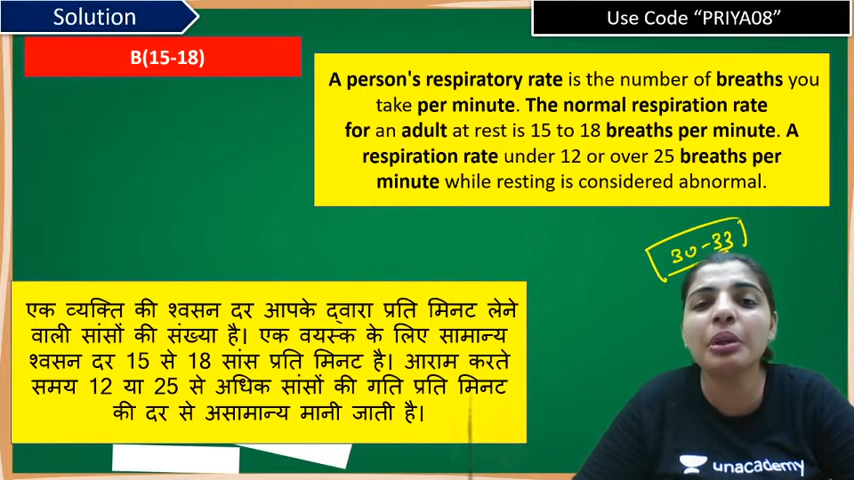 Solution
Use Code “PRIYA08”
B(15-18)
A person's respiratory rate is the number of breaths you
take per minute. The normal respiration rate
for an adult at rest is 15 to 18 breaths per minute. A
respiration rate under 12 or over 25 breaths per
minute while resting is considered abnormal.
30-33
एक व्यक्ति की श्वसन दर आपके द्वारा प्रति मिनट लेने
वाली सांसों की संख्या है। एक वयस्क के लिए सामान्य
श्वसन दर 15 से 18 सांस प्रति मिनट है। आराम करते
समय 12 या 25 से अधिक सांसों की गति प्रति मिनट
की दर से असामान्य मानी जाती है।
unacademy